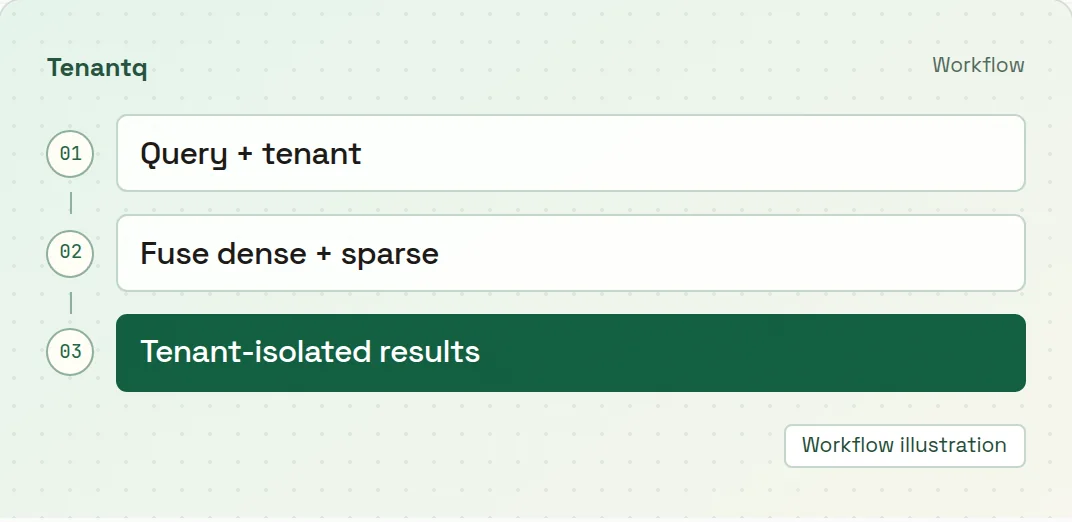 Tenantq
Workflow
01
Query + tenant
02
Fuse dense + sparse
03
Tenant-isolated results
Workflow illustration